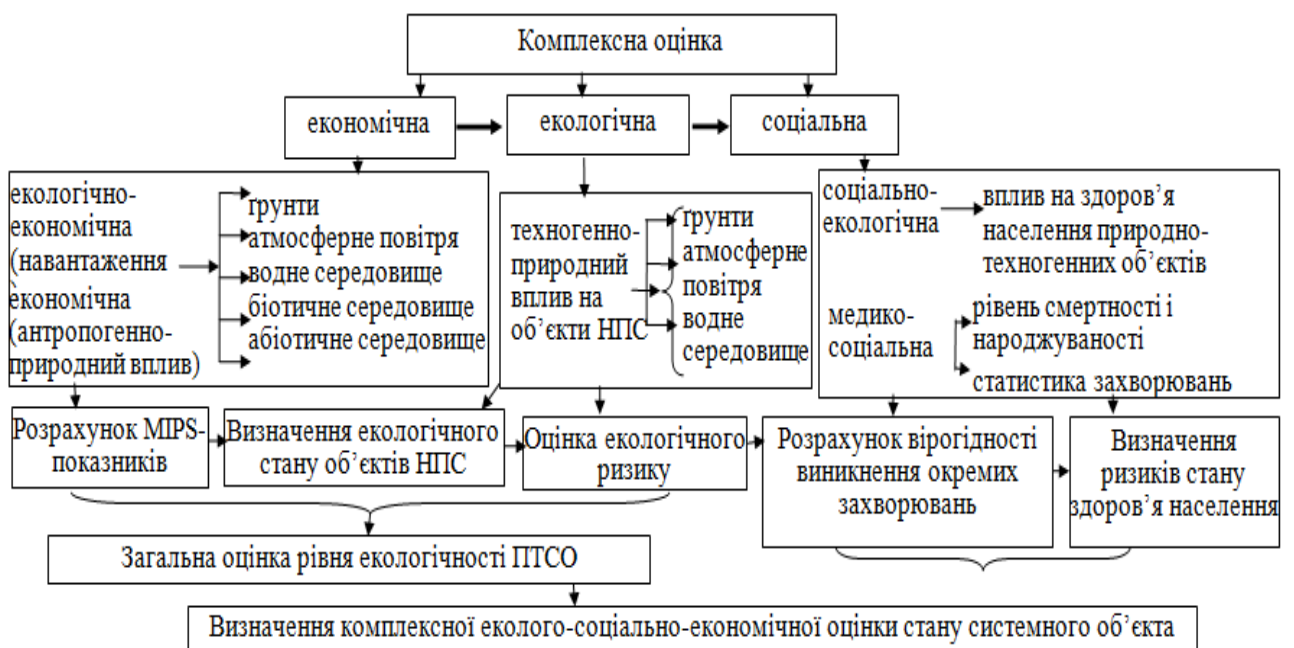 Комплексна оцінка
економічна
екологічна
соціальна
екологічно-
економічна
(навантаження
економічна
(антропогенно-
природний вплив)
ґрунти
атмосферне повітря
водне середовище
біотичне середовище
абіотичне середовище
техногенно-
природний
вплив на
об’єкти НПС
ґрунти
атмосферне
повітря
водне
середовище
соціально-
екологічна
вплив на здоров’я
населення природно-
техногенних об’єктів
медико-
соціальна
рівень смертності і
народжуваності
статистика захворювань
Розрахунок MIPS-
показників
Визначення екологічного
стану об’єктів НПС
Оцінка екологічного
ризику
Розрахунок вірогідності
виникнення окремих
захворювань
Визначення
ризиків стану
здоров’я населення
Загальна оцінка рівня екологічності ПТСО
Визначення комплексної еколого-соціально-економічної оцінки стану системного об’єкта